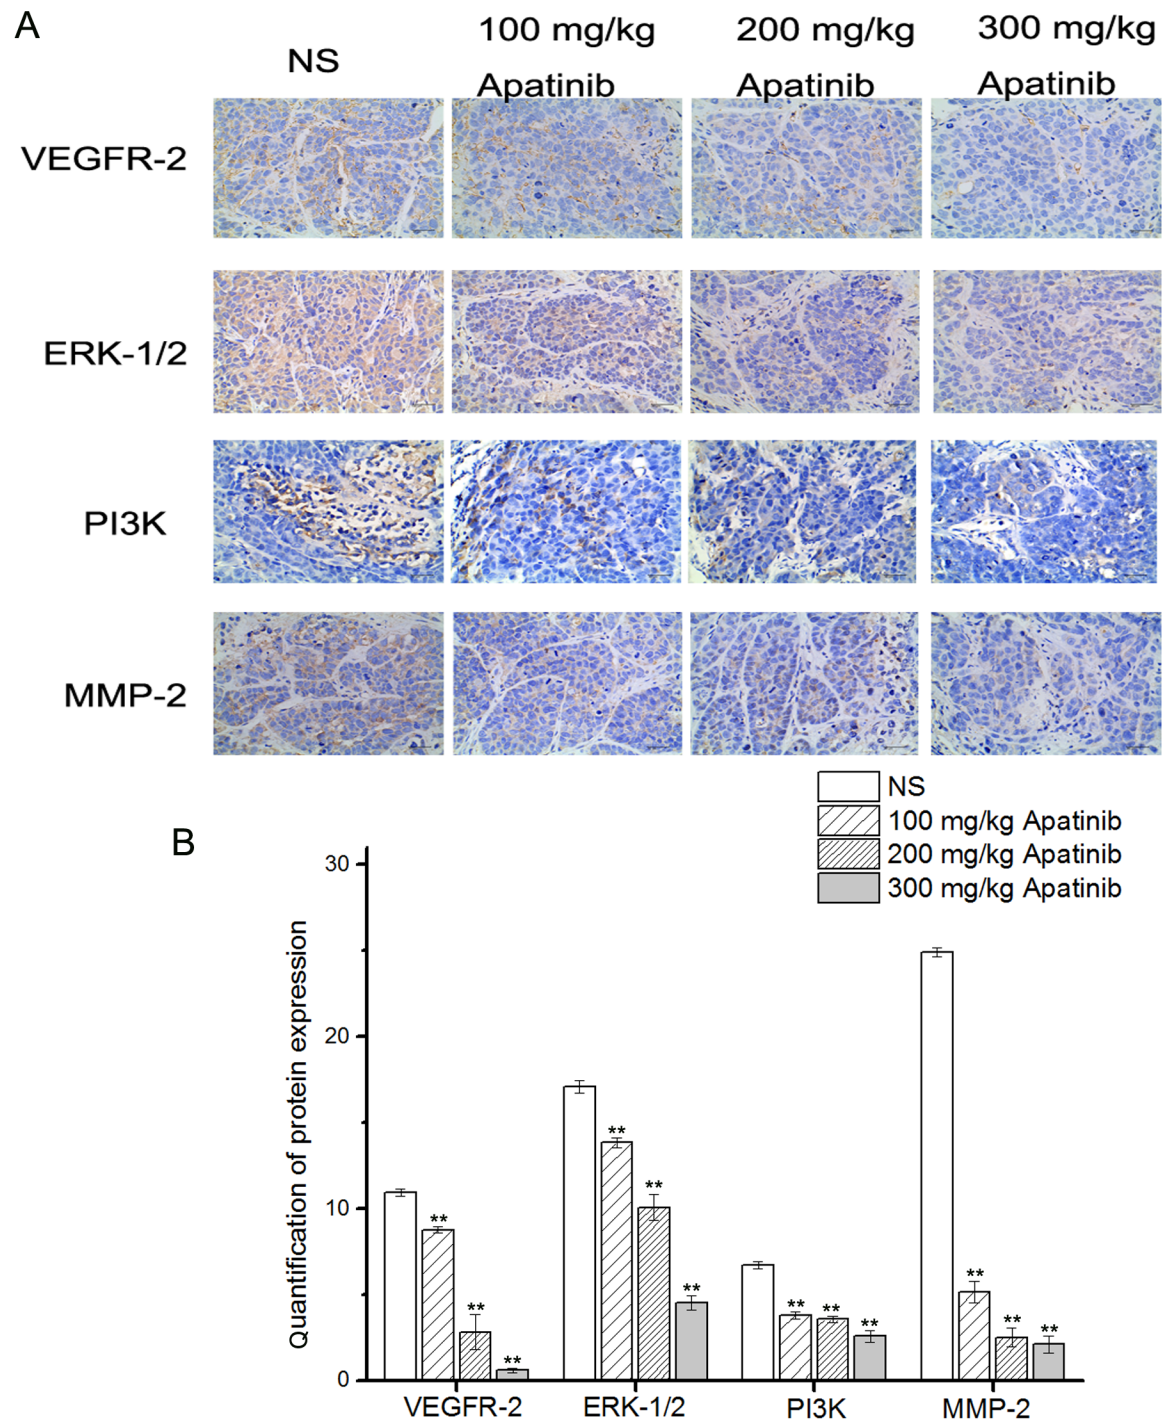 A
NS
100 mg/kg
Apatinib
200 mg/kg
Apatinib
300 mg/kg
Apatinib
VEGFR-2
ERK-1/2
PI3K
MMP-2
B
NS
100 mg/kg Apatinib
200 mg/kg Apatinib
300 mg/kg Apatinib
Quantification of protein expression
30
20
10
0
**
**
**
**
**
**
**
**
**
**
**
**
VEGFR-2
ERK-1/2
PI3K
MMP-2